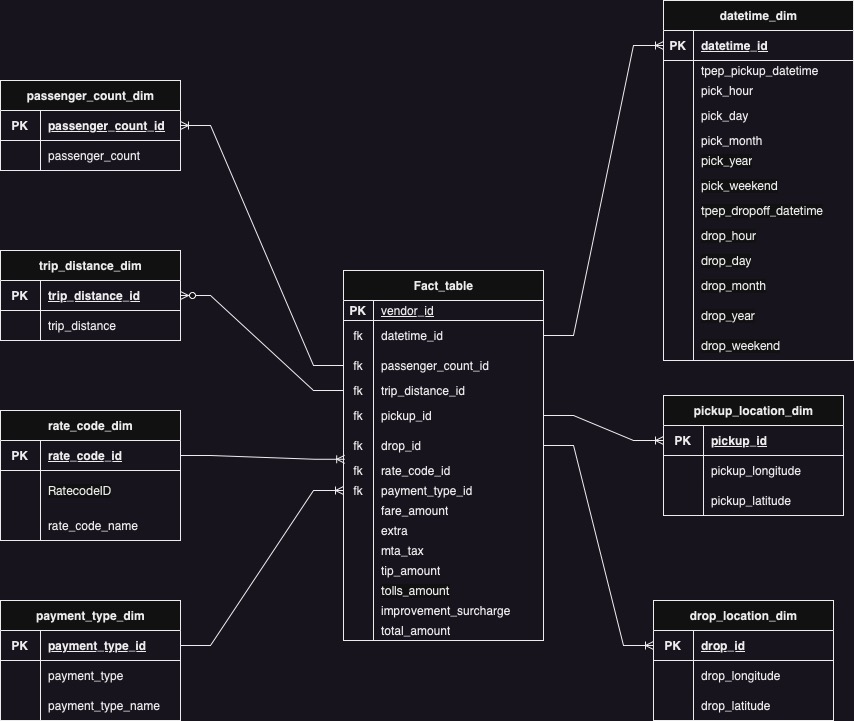 datetime_dim
PK datetime_id
tpep_pickup_datetime
pick_hour
pick_day
pick_month
pick_year
pick_weekend
tpep_dropoff_datetime
drop_hour
drop_day
drop_month
drop_year
drop_weekend
passenger_count_dim
PK passenger_count_id
passenger_count
trip_distance_dim
PK trip_distance_id
trip_distance
Fact_table
PK vendor_id
fk datetime_id
fk passenger_count_id
fk trip_distance_id
fk pickup_id
fk drop_id
fk rate_code_id
fk payment_type_id
fare_amount
extra
mta_tax
tip_amount
tolls_amount
improvement_surcharge
total_amount
pickup_location_dim
PK pickup_id
pickup_longitude
pickup_latitude
rate_code_dim
PK rate_code_id
RatecodeID
rate_code_name
payment_type_dim
PK payment_type_id
payment_type
payment_type_name
drop_location_dim
PK drop_id
drop_longitude
drop_latitude